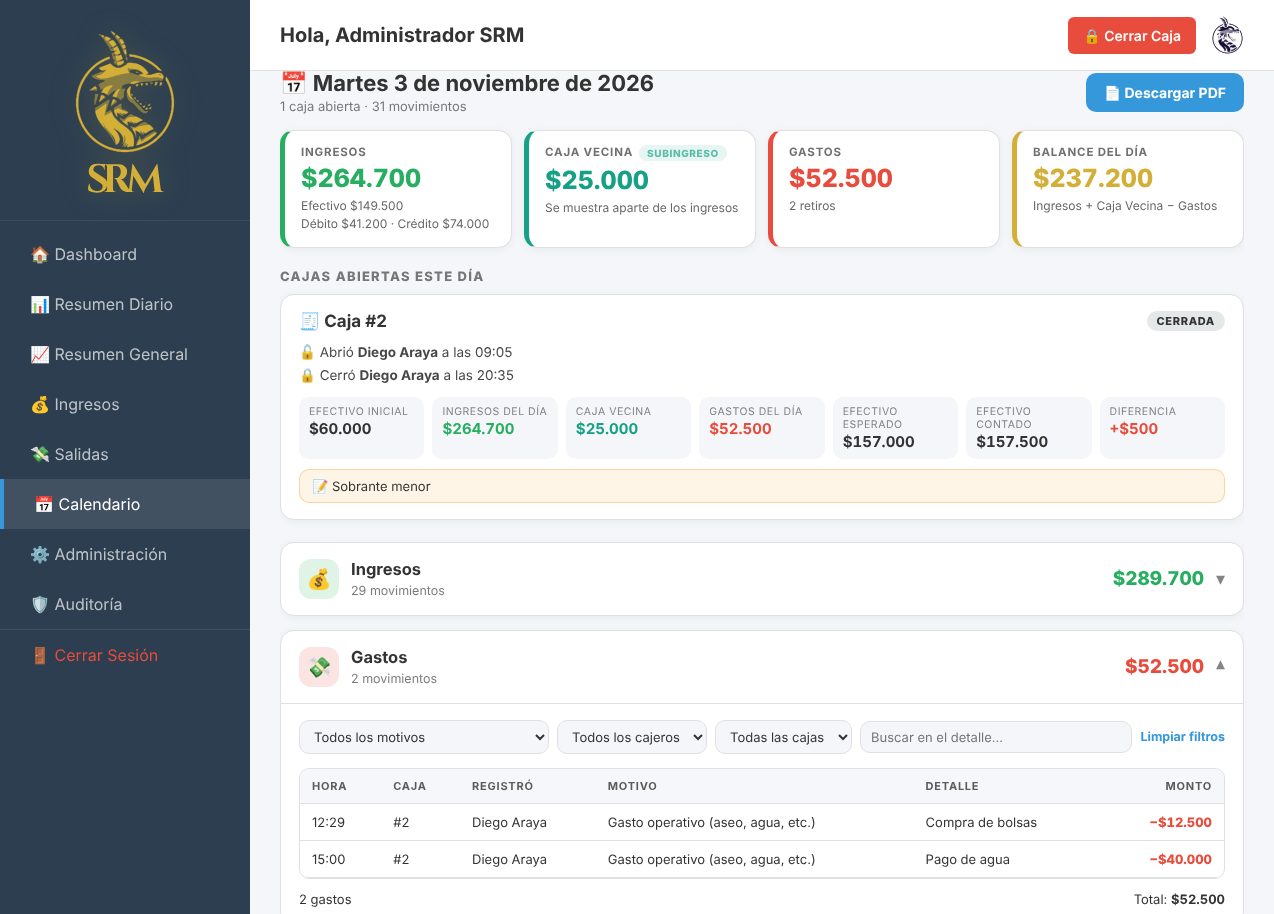 SRM
🏠 Dashboard
📊 Resumen Diario
📈 Resumen General
💰 Ingresos
💸 Salidas
📅 Calendario
⚙️ Administración
🛡️ Auditoría
🚪 Cerrar Sesión
Hola, Administrador SRM
🔒 Cerrar Caja
📅 Martes 3 de noviembre de 2026
1 caja abierta · 31 movimientos
📄 Descargar PDF
INGRESOS
$264.700
Efectivo $149.500
Débito $41.200 · Crédito $74.000
CAJA VECINA SUBINGRESO
$25.000
Se muestra aparte de los ingresos
GASTOS
$52.500
2 retiros
BALANCE DEL DÍA
$237.200
Ingresos + Caja Vecina − Gastos
CAJAS ABIERTAS ESTE DÍA
🧾 Caja #2
CERRADA
🔓 Abrió Diego Araya a las 09:05
🔒 Cerró Diego Araya a las 20:35
EFECTIVO INICIAL
$60.000
INGRESOS DEL DÍA
$264.700
CAJA VECINA
$25.000
GASTOS DEL DÍA
$52.500
EFECTIVO
ESPERADO
$157.000
EFECTIVO
CONTADO
$157.500
DIFERENCIA
+$500
📝 Sobrante menor
💰 Ingresos
29 movimientos
$289.700 ▼
💸 Gastos
2 movimientos
$52.500 ▲
Todos los motivos
Todos los cajeros
Todas las cajas
Buscar en el detalle...
Limpiar filtros
HORA CAJA REGISTRÓ MOTIVO DETALLE MONTO
12:29 #2 Diego Araya Gasto operativo (aseo, agua, etc.) Compra de bolsas −$12.500
15:00 #2 Diego Araya Gasto operativo (aseo, agua, etc.) Pago de agua −$40.000
2 gastos
Total: $52.500